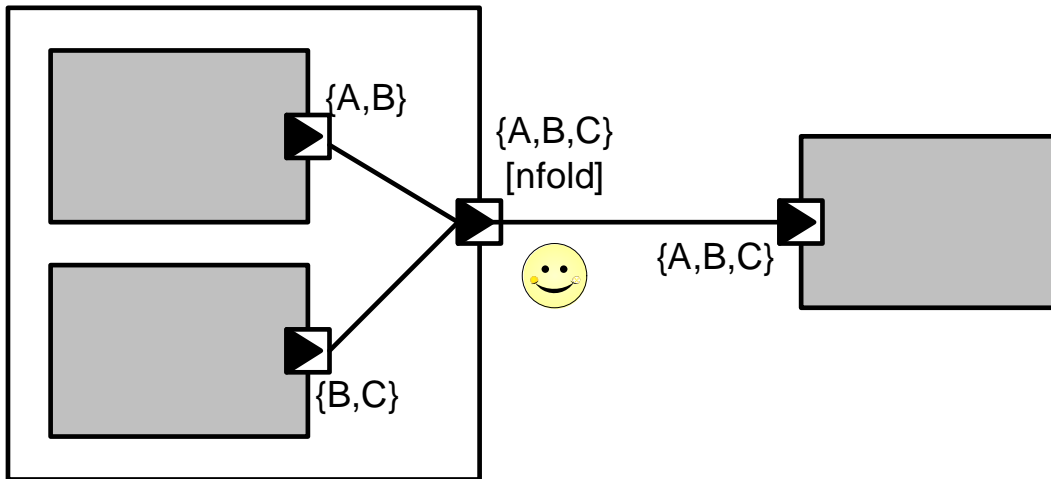 {A,B}
{A,B,C}
[nfold]
{A,B,C}
{B,C}